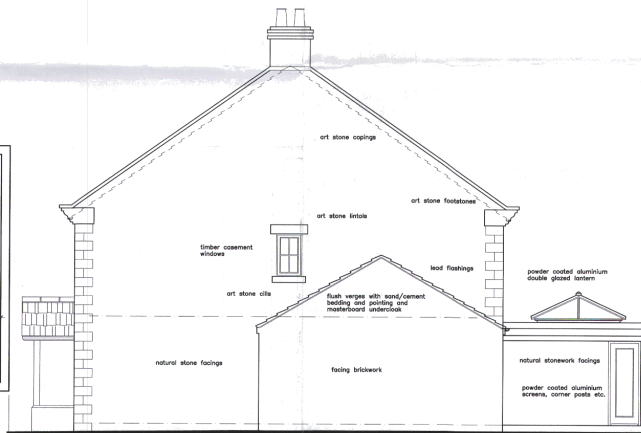 art stone copings
art stone footstones
art stone lintols
timber casement
windows
lead flashings
powder coated aluminium
double glazed lantern
art stone cills
flush verges with sand/cement
bedding and pointing and
masterboard undercloak
natural stone facings
facing brickwork
natural stonework facings
powder coated aluminium
screens, corner posts etc.